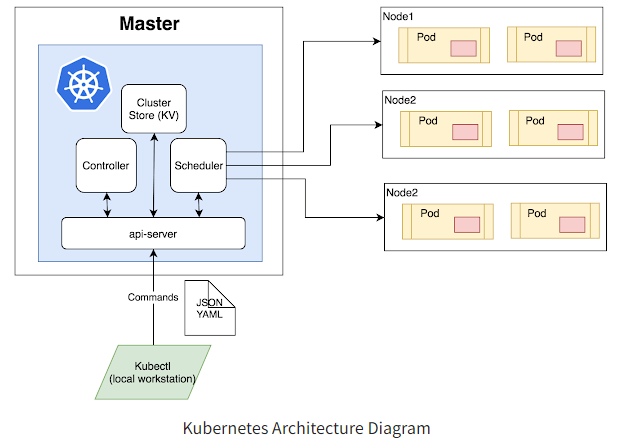 Master
Cluster
Store (KV)
Controller
Scheduler
api-server
Node1
Pod
Pod
Node2
Pod
Pod
Node2
Pod
Pod
Commands
JSON
YAML
Kubectl
(local workstation)
Kubernetes Architecture Diagram